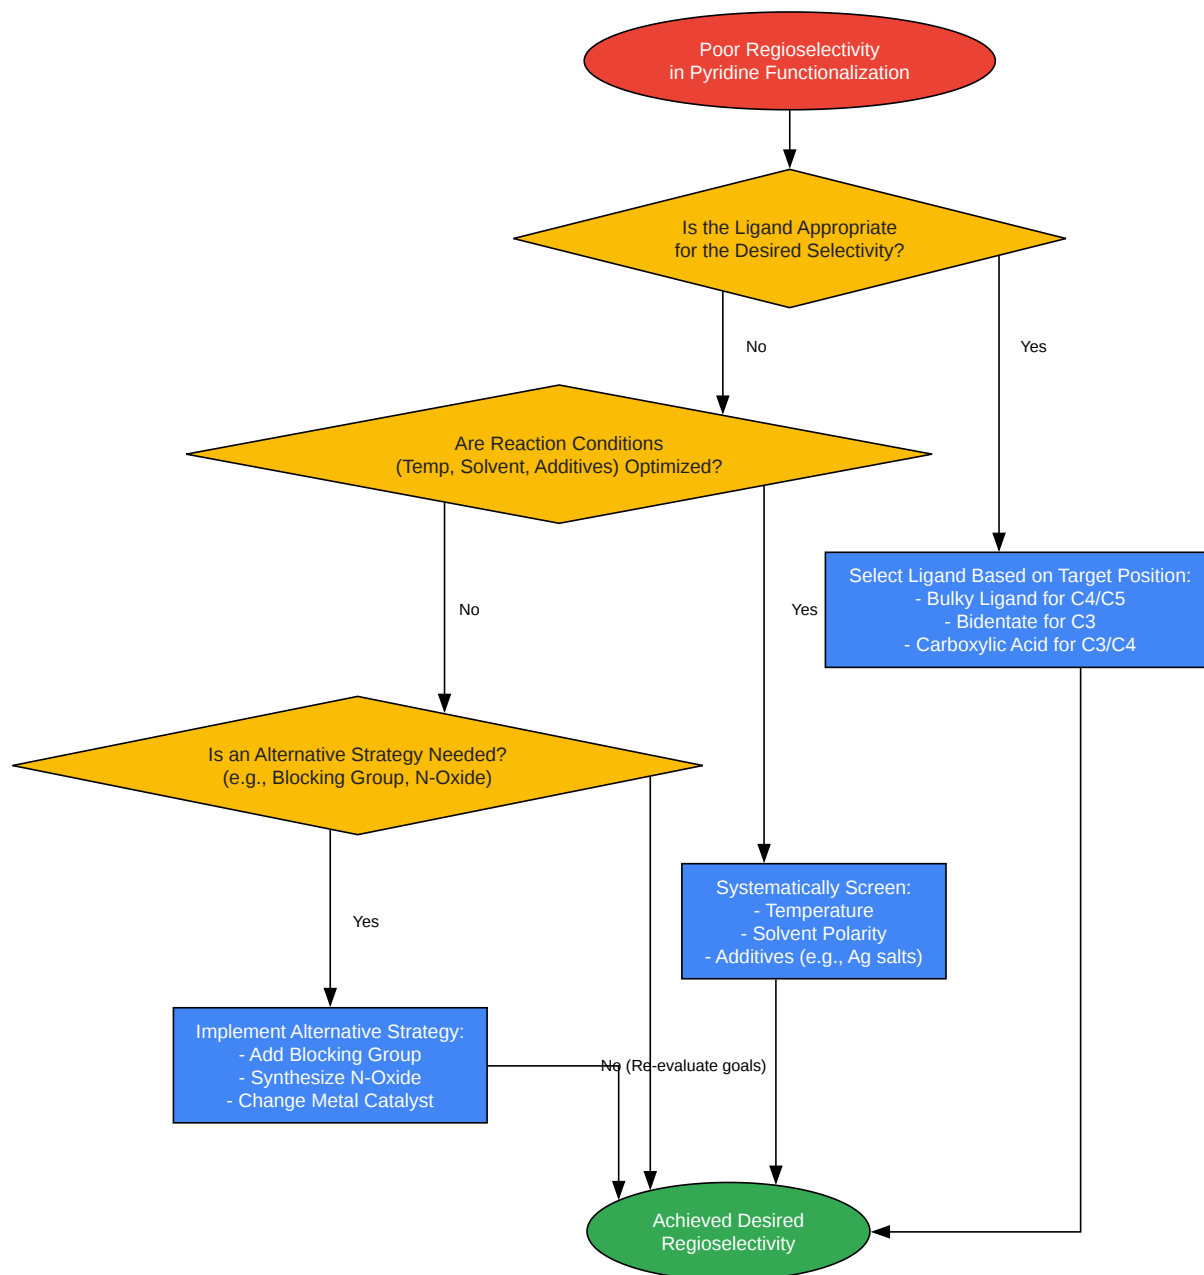 Poor Regioselectivity
in Pyridine Functionalization
Is the Ligand Appropriate
for the Desired Selectivity?
No
Yes
Are Reaction Conditions
(Temp, Solvent, Additives) Optimized?
Select Ligand Based on Target Position:
- Bulky Ligand for C4/C5
- Bidentate for C3
- Carboxylic Acid for C3/C4
No
Yes
Is an Alternative Strategy Needed?
(e.g., Blocking Group, N-Oxide)
Systematically Screen:
- Temperature
- Solvent Polarity
- Additives (e.g., Ag salts)
Yes
Implement Alternative Strategy:
- Add Blocking Group
- Synthesize N-Oxide
- Change Metal Catalyst
No (Re-evaluate goals)
Achieved Desired
Regioselectivity